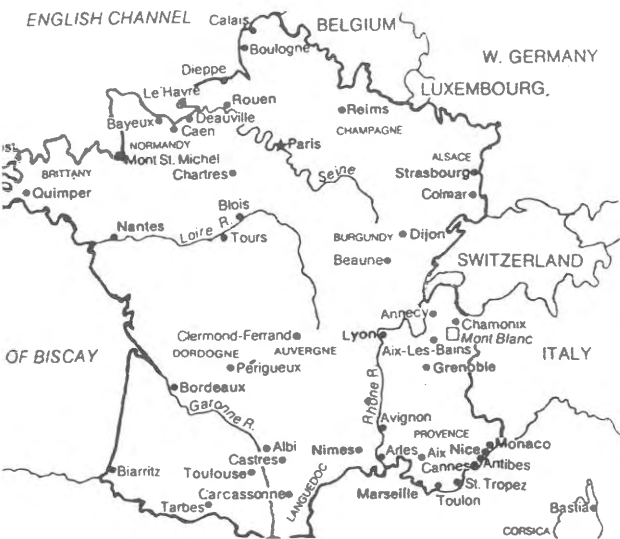 ENGLISH CHANNEL
Calais
BELGIUM
Boulogne
W. GERMANY
Dieppe
LUXEMBOURG
Le Havre
Rouen
Reims
Bayeux
Deauville
Caen
CHAMPAGNE
NORMANDY
Paris
Mont St. Michel
ALSACE
BRITTANY
Chartres
Seine
Strasbourg
Quimper
Colmar
Blois
Nantes
Loire R.
Tours
BURGUNDY
Dijon
Beaune
SWITZERLAND
Annecy
Chamonix
Clermond-Ferrand
Lyon
Mont Blanc
OF BISCAY
DORDOGNE
AUVERGNE
Aix-Les-Bains
ITALY
Périgueux
Grenoble
Bordeaux
Rhône R.
Garonne R.
Avignon
PROVENCE
Albi
Nimes
Arles
Aix
Nice
Monaco
Castres
Cannes
Antibes
Biarritz
Toulouse
Carcassonne
LANGUEDOC
Marseille
St. Tropez
Toulon
Tarbes
Bastia
CORSICA